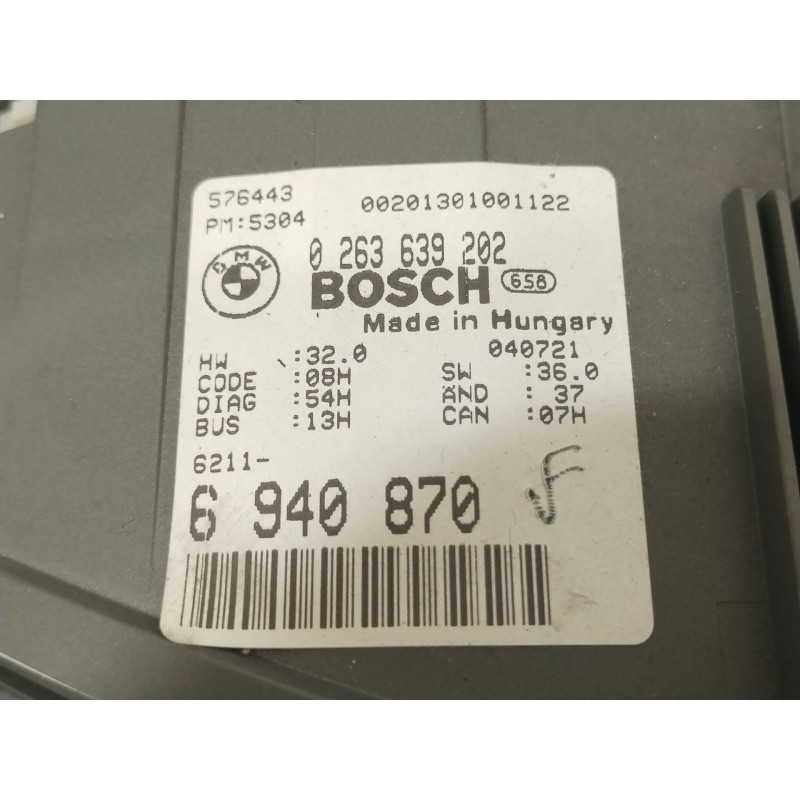 576443 00201301001122
PM:5304
0 263 639 202
BMW
BOSCH 658
Made in Hungary
HW :32.0 040721
CODE :08H SW :36.0
DIAG :54H ÄND : 37
BUS :13H CAN :07H
6211-
6 940 870 F